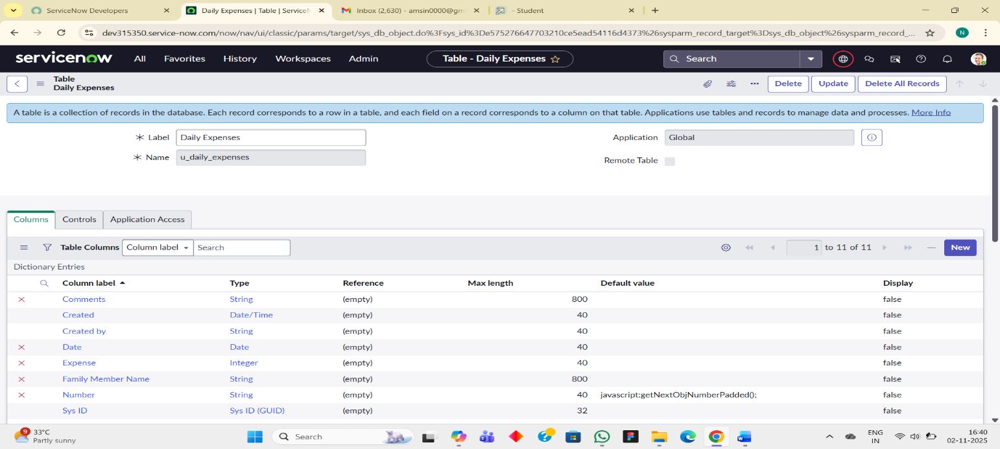 ServiceNow Developers
Daily Expenses | Table | Service
Inbox (2,630) - amsin0000@gm
- Student
dev315350.service-now.com/now/nav/ui/classic/params/target/sys_db_object.do%3Fsys_id%3De575276647703210ce5ead54116d4373%26sysparm_record_target%3Dsys_db_object%26sysparm_record_...
N
servicenow All Favorites History Workspaces Admin Table - Daily Expenses Search
Table
Daily Expenses
Delete Update Delete All Records
A table is a collection of records in the database. Each record corresponds to a row in a table, and each field on a record corresponds to a column on that table. Applications use tables and records to manage data and processes. More Info
Label Daily Expenses Application Global
Name u_daily_expenses Remote Table
Columns Controls Application Access
Table Columns Column label Search 1 to 11 of 11 New
Dictionary Entries
Column label Type Reference Max length Default value Display
Comments String (empty) 800 false
Created Date/Time (empty) 40 false
Created by String (empty) 40 false
Date Date (empty) 40 false
Expense Integer (empty) 40 false
Family Member Name String (empty) 800 false
Number String (empty) 40 javascript:getNextObjNumberPadded(); false
Sys ID Sys ID (GUID) (empty) 32 false
9
33°C
Partly sunny
Search
ENG
IN
16:40
02-11-2025